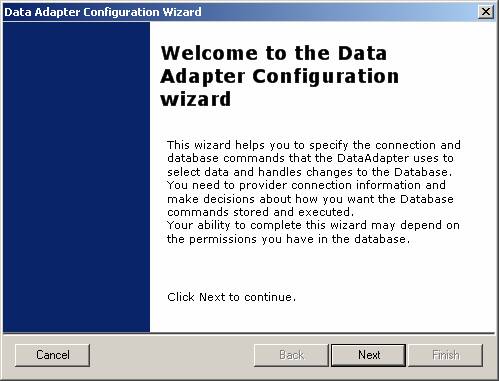 Data Adapter Configuration Wizard
Welcome to the Data
Adapter Configuration
wizard
This wizard helps you to specify the connection and
database commands that the DataAdapter uses to
select data and handles changes to the Database.
You need to provider connection information and
make decisions about how you want the Database
commands stored and executed.
Your ability to complete this wizard may depend on
the permissions you have in the database.
Click Next to continue.
Cancel
Back
Next
Finish